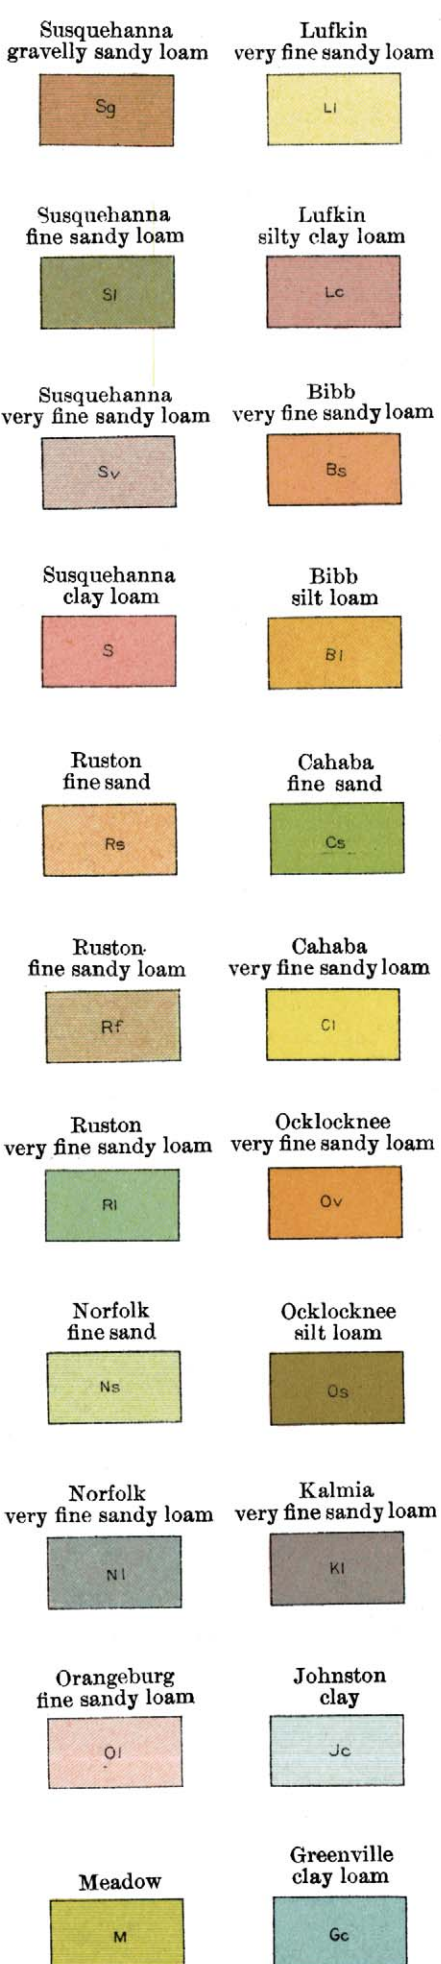 Susquehanna
gravelly sandy loam
Sg
Lufkin
very fine sandy loam
Ll
Susquehanna
fine sandy loam
Sl
Lufkin
silty clay loam
Lc
Susquehanna
very fine sandy loam
Sv
Bibb
very fine sandy loam
Bs
Susquehanna
clay loam
S
Bibb
silt loam
Bl
Ruston
fine sand
Rs
Cahaba
fine sand
Cs
Ruston
fine sandy loam
Rf
Cahaba
very fine sandy loam
Cl
Ruston
very fine sandy loam
Rl
Ocklocknee
very fine sandy loam
Ov
Norfolk
fine sand
Ns
Ocklocknee
silt loam
Os
Norfolk
very fine sandy loam
Nl
Kalmia
very fine sandy loam
Kl
Orangeburg
fine sandy loam
Ol
Johnston
clay
Jc
Meadow
M
Greenville
clay loam
Gc